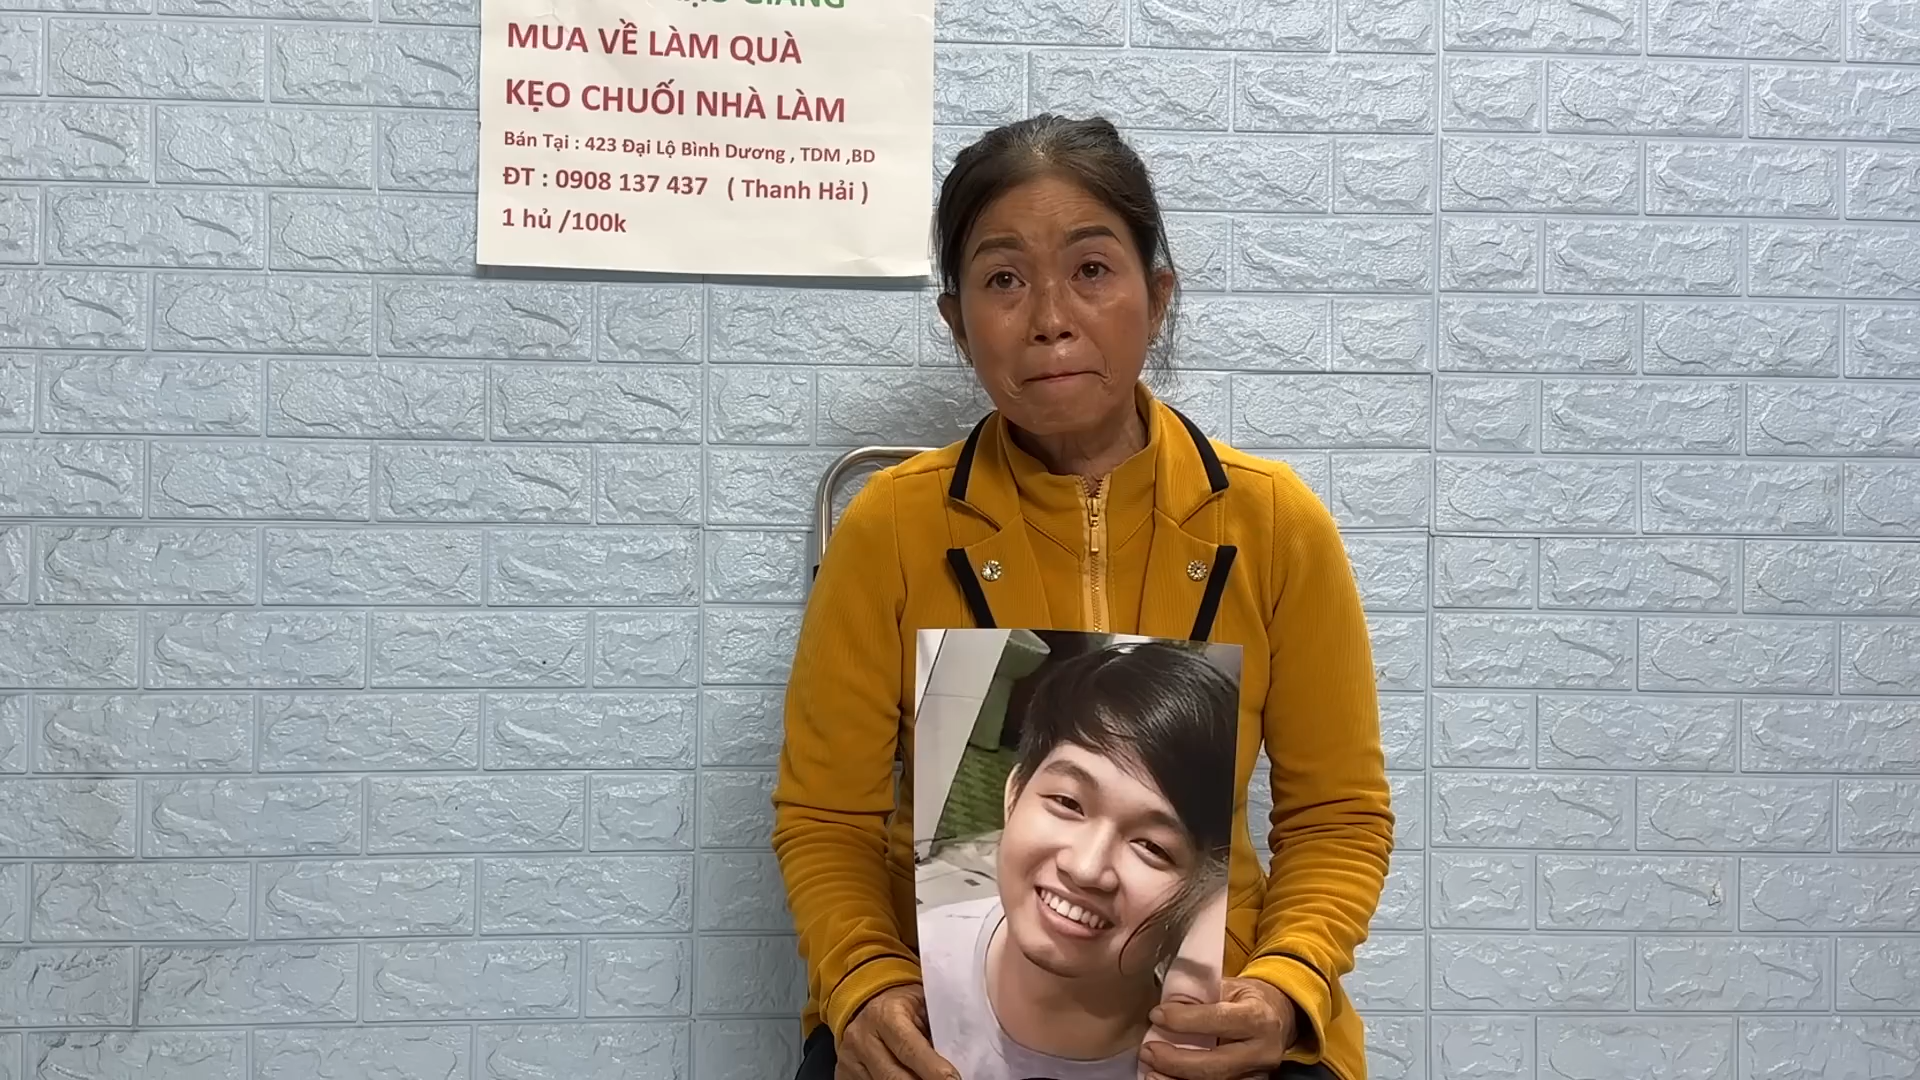 MUA VỀ LÀM QUÀ
KẸO CHUỐI NHÀ LÀM
Bán Tại : 423 Đại Lộ Bình Dương , TDM ,BD
ĐT : 0908 137 437 ( Thanh Hải )
1 hủ /100k